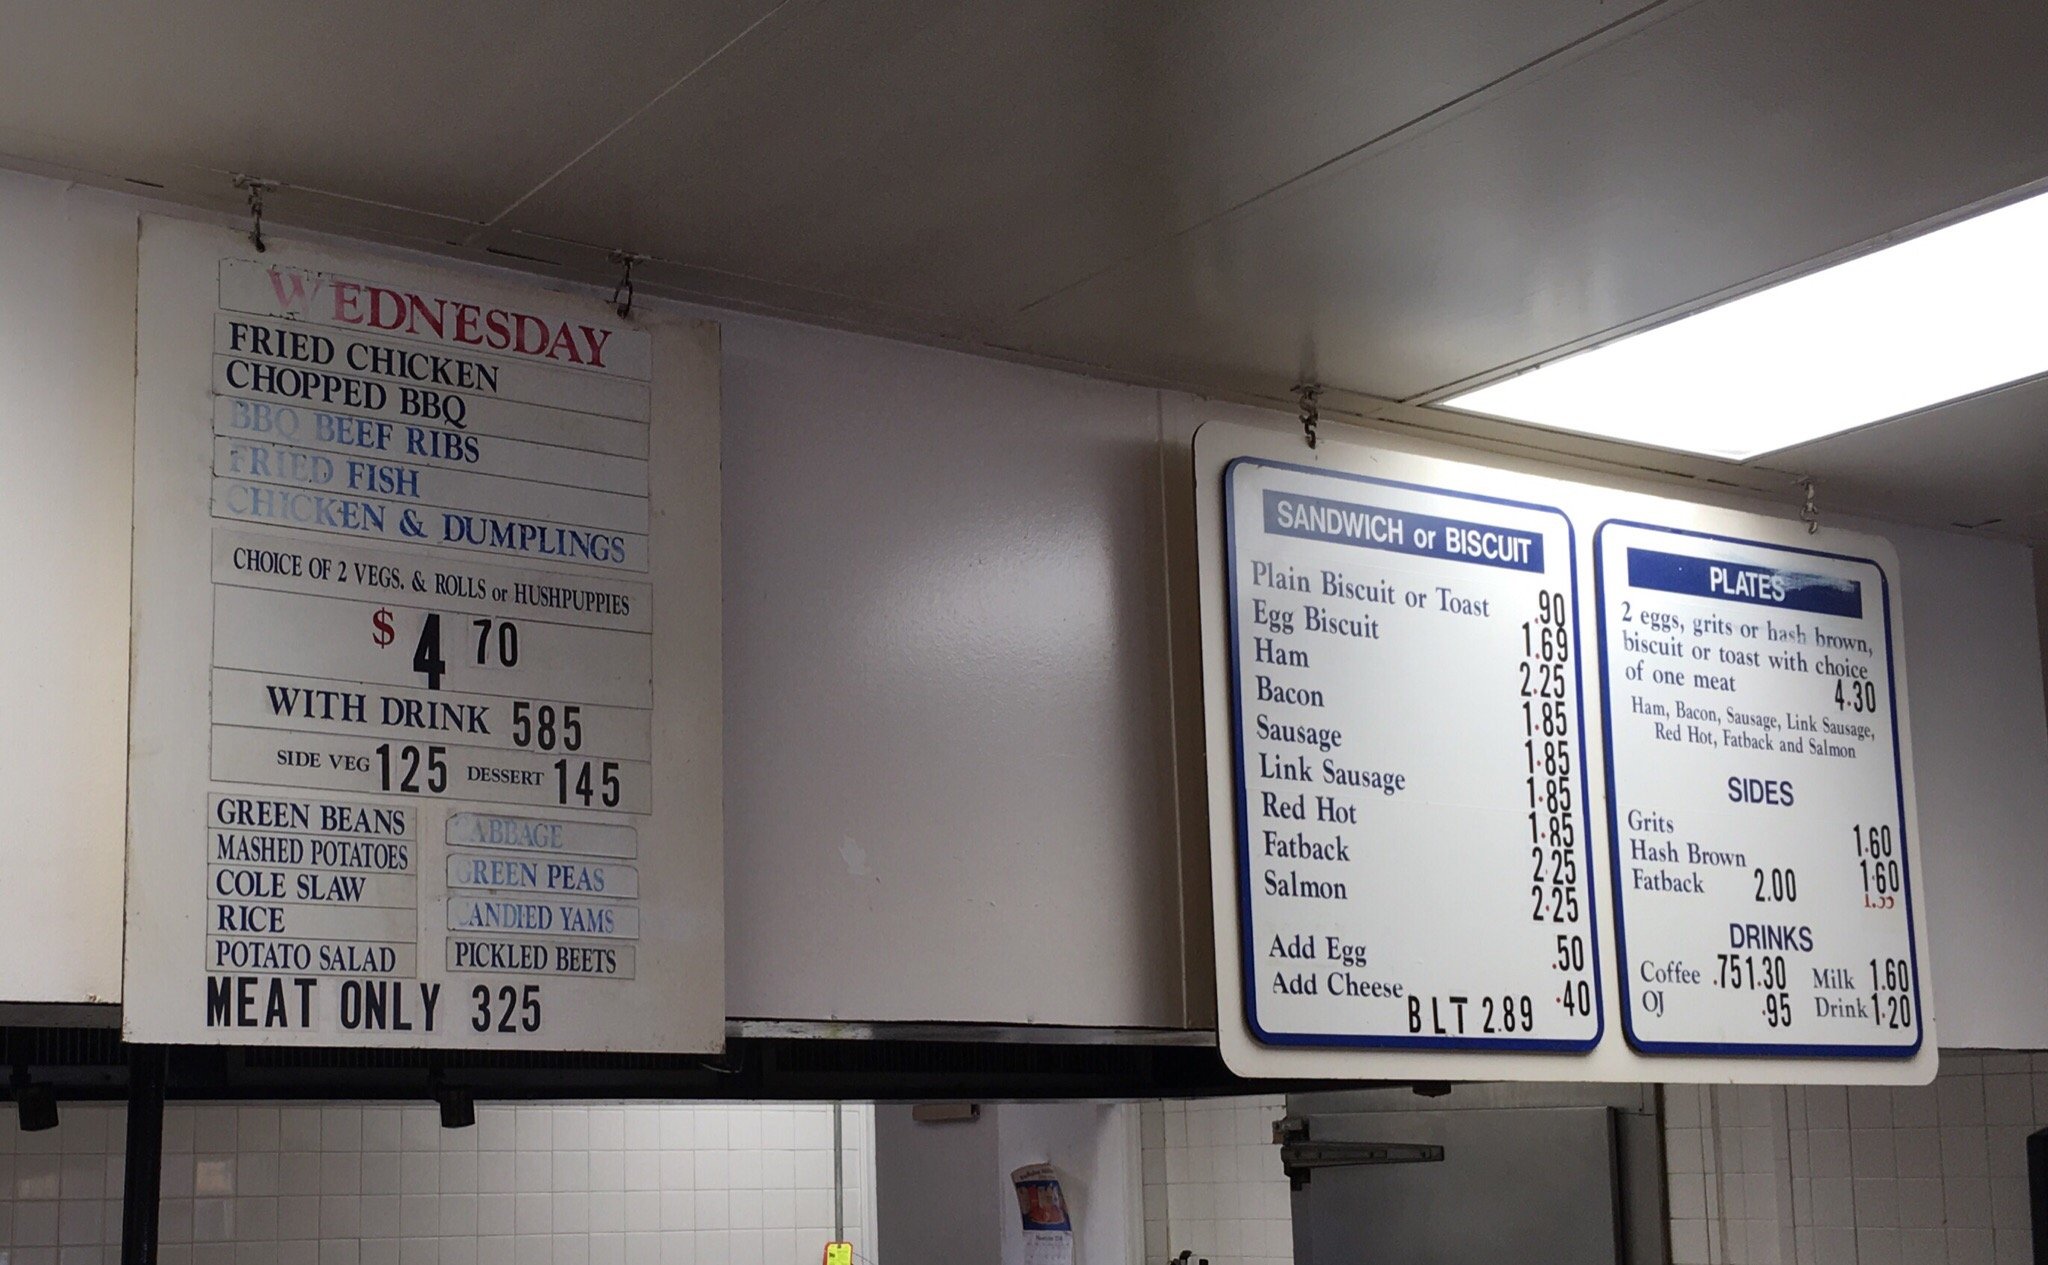 WEDNESDAY
FRIED CHICKEN
CHOPPED BBQ
BBQ BEEF RIBS
FRIED FISH
CHICKEN & DUMPLINGS
CHOICE OF 2 VEGS. & ROLLS or HUSHPUPPIES
$4 70
WITH DRINK 585
SIDE VEG 125 DESSERT 145
GREEN BEANS
MASHED POTATOES
COLE SLAW
RICE
POTATO SALAD
CABBAGE
GREEN PEAS
CANDIED YAMS
PICKLED BEETS
MEAT ONLY 325
SANDWICH or BISCUIT
Plain Biscuit or Toast .90
Egg Biscuit 1.69
Ham 2.25
Bacon 1.85
Sausage 1.85
Link Sausage 1.85
Red Hot 1.85
Fatback 2.25
Salmon 2.25
Add Egg .50
Add Cheese .40
BLT 2.89
PLATES
2 eggs, grits or hash brown,
biscuit or toast with choice
of one meat 4.30
Ham, Bacon, Sausage, Link Sausage,
Red Hot, Fatback and Salmon
SIDES
Grits 1.60
Hash Brown 1.60
Fatback 2.00
DRINKS
Coffee .75 1.30 Milk 1.60
OJ .95 Drink 1.20